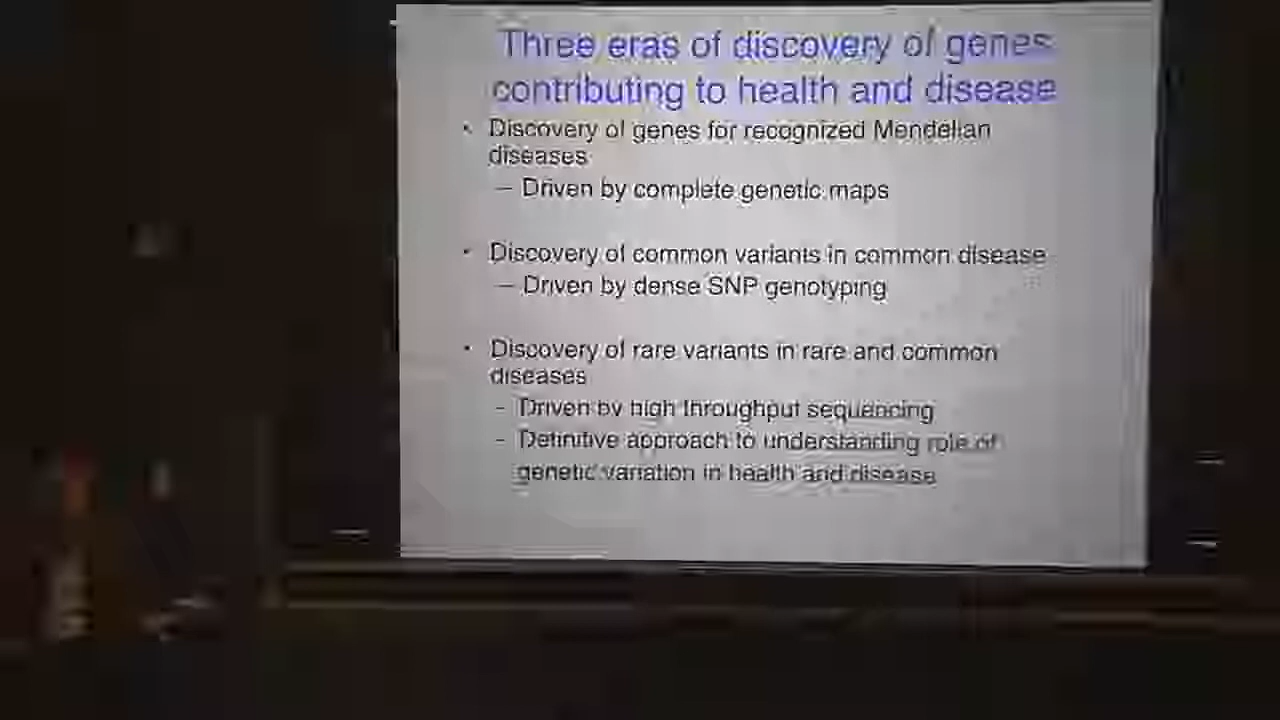 Three eras of discovery of genes
contributing to health and disease
• Discovery of genes for recognized Mendelian
diseases
– Driven by complete genetic maps
• Discovery of common variants in common disease
– Driven by dense SNP genotyping
• Discovery of rare variants in rare and common
diseases
– Driven by high throughput sequencing
– Definitive approach to understanding role of
genetic variation in health and disease